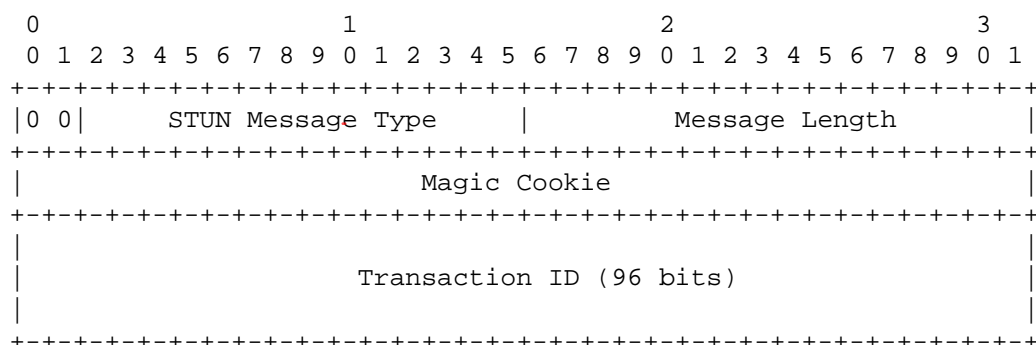 0                   1                   2                   3
 0 1 2 3 4 5 6 7 8 9 0 1 2 3 4 5 6 7 8 9 0 1 2 3 4 5 6 7 8 9 0 1
+-+-+-+-+-+-+-+-+-+-+-+-+-+-+-+-+-+-+-+-+-+-+-+-+-+-+-+-+-+-+-+-+
|0 0|     STUN Message Type     |         Message Length        |
+-+-+-+-+-+-+-+-+-+-+-+-+-+-+-+-+-+-+-+-+-+-+-+-+-+-+-+-+-+-+-+-+
|                         Magic Cookie                          |
+-+-+-+-+-+-+-+-+-+-+-+-+-+-+-+-+-+-+-+-+-+-+-+-+-+-+-+-+-+-+-+-+
|                                                               |
|                     Transaction ID (96 bits)                  |
|                                                               |
+-+-+-+-+-+-+-+-+-+-+-+-+-+-+-+-+-+-+-+-+-+-+-+-+-+-+-+-+-+-+-+-+